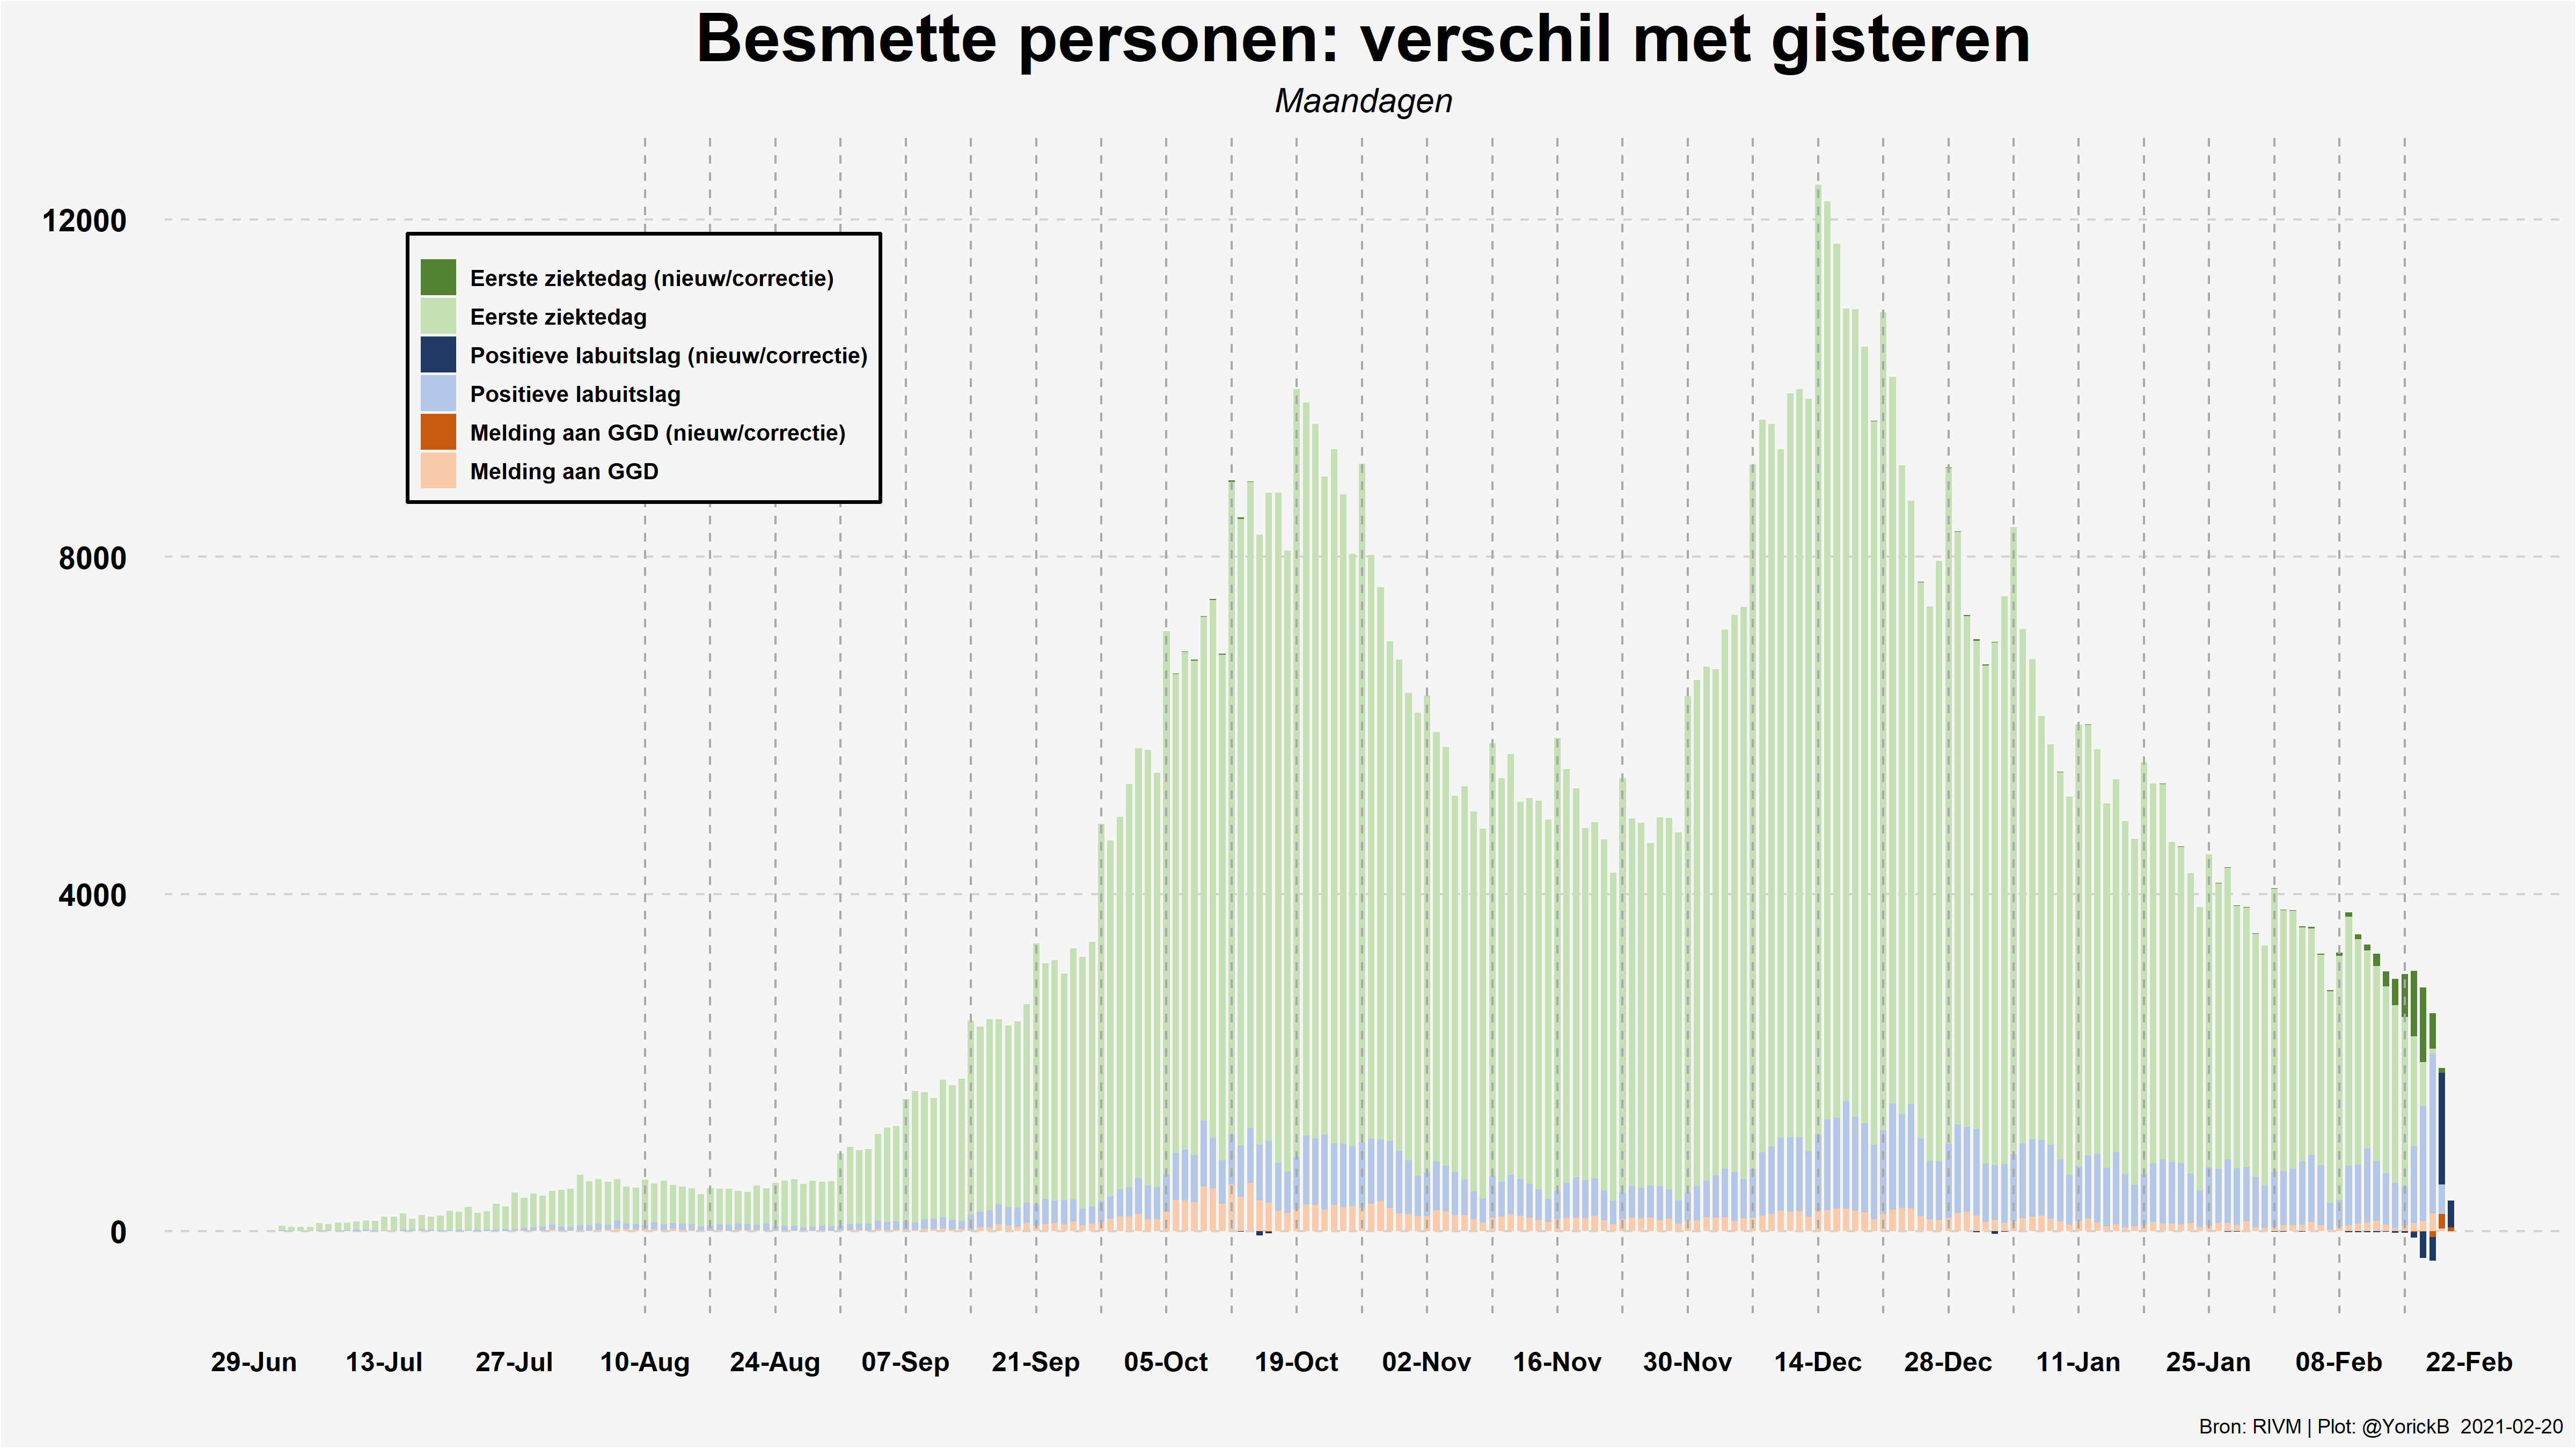 Besmette personen: verschil met gisteren
Maandagen
12000
8000
4000
0
Eerste ziektedag (nieuw/correctie)
Eerste ziektedag
Positieve labuitslag (nieuw/correctie)
Positieve labuitslag
Melding aan GGD (nieuw/correctie)
Melding aan GGD
29-Jun 13-Jul 27-Jul 10-Aug 24-Aug 07-Sep 21-Sep 05-Oct 19-Oct 02-Nov 16-Nov 30-Nov 14-Dec 28-Dec 11-Jan 25-Jan 08-Feb 22-Feb
Bron: RIVM | Plot: @YorickB 2021-02-20